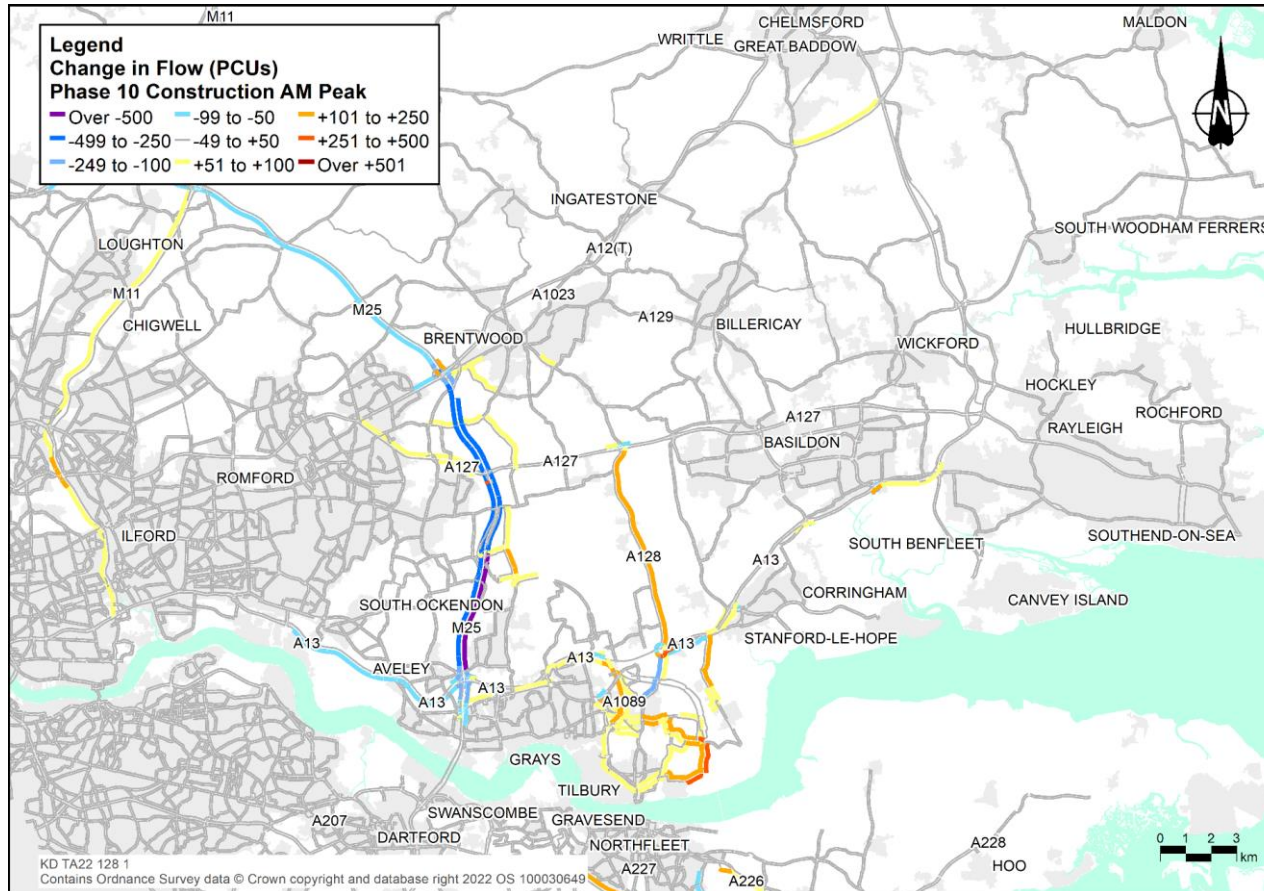 M11
CHELMSFORD
MALDON
WRITTLE
GREAT BADDOW
Legend
Change in Flow (PCUs)
Phase 10 Construction AM Peak
Over -500
-99 to -50
+101 to +250
-499 to -250
-49 to +50
+251 to +500
-249 to -100
+51 to +100
Over +501
N
INGATESTONE
SOUTH WOODHAM FERRERS
LOUGHTON
A12(T)
M11
M25
A1023
CHIGWELL
A129
BILLERICAY
HULLBRIDGE
BRENTWOOD
WICKFORD
HOCKLEY
ROCHFORD
A127
RAYLEIGH
BASILDON
A127
A127
ROMFORD
ILFORD
SOUTHEND-ON-SEA
SOUTH BENFLEET
A128
A13
CORRINGHAM
CANVEY ISLAND
SOUTH OCKENDON
M25
STANFORD-LE-HOPE
A13
A13
A13
AVELEY
A13
A13
A1089
GRAYS
TILBURY
SWANSCOMBE
GRAVESEND
A207
DARTFORD
NORTHFLEET
A228
HOO
A227
A226
0 1 2 3
km
KD TA22 128 1
Contains Ordnance Survey data © Crown copyright and database right 2022 OS 100030649